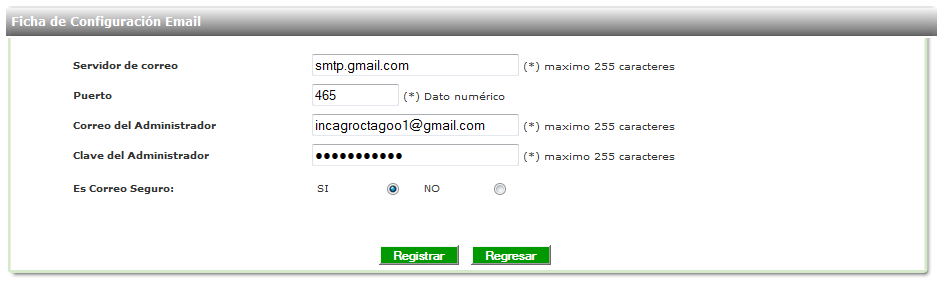 Ficha de Configuración Email
Servidor de correo smtp.gmail.com (*) maximo 255 caracteres
Puerto 465 (*) Dato numérico
Correo del Administrador incagroctagoo1@gmail.com (*) maximo 255 caracteres
Clave del Administrador ●●●●●●●●●●● (*) maximo 255 caracteres
Es Correo Seguro: SI NO
Registrar Regresar